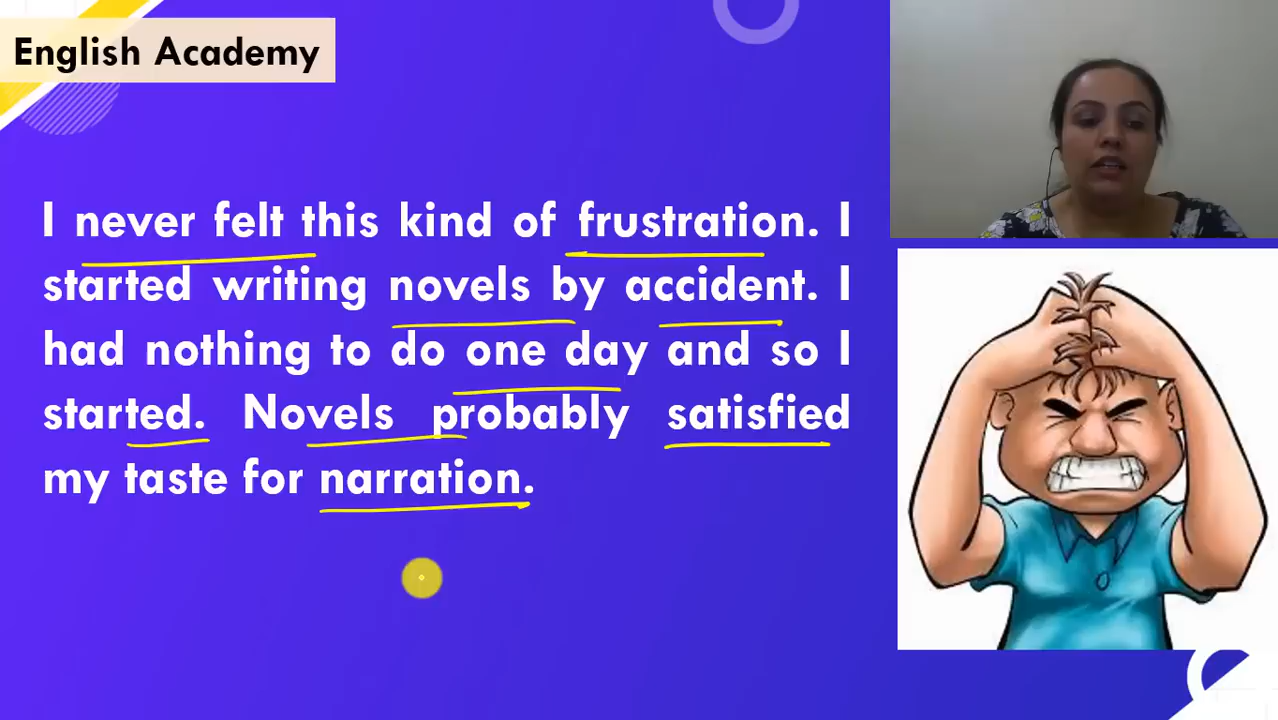 English Academy
I never felt this kind of frustration. I
started writing novels by accident. I
had nothing to do one day and so I
started. Novels probably satisfied
my taste for narration.